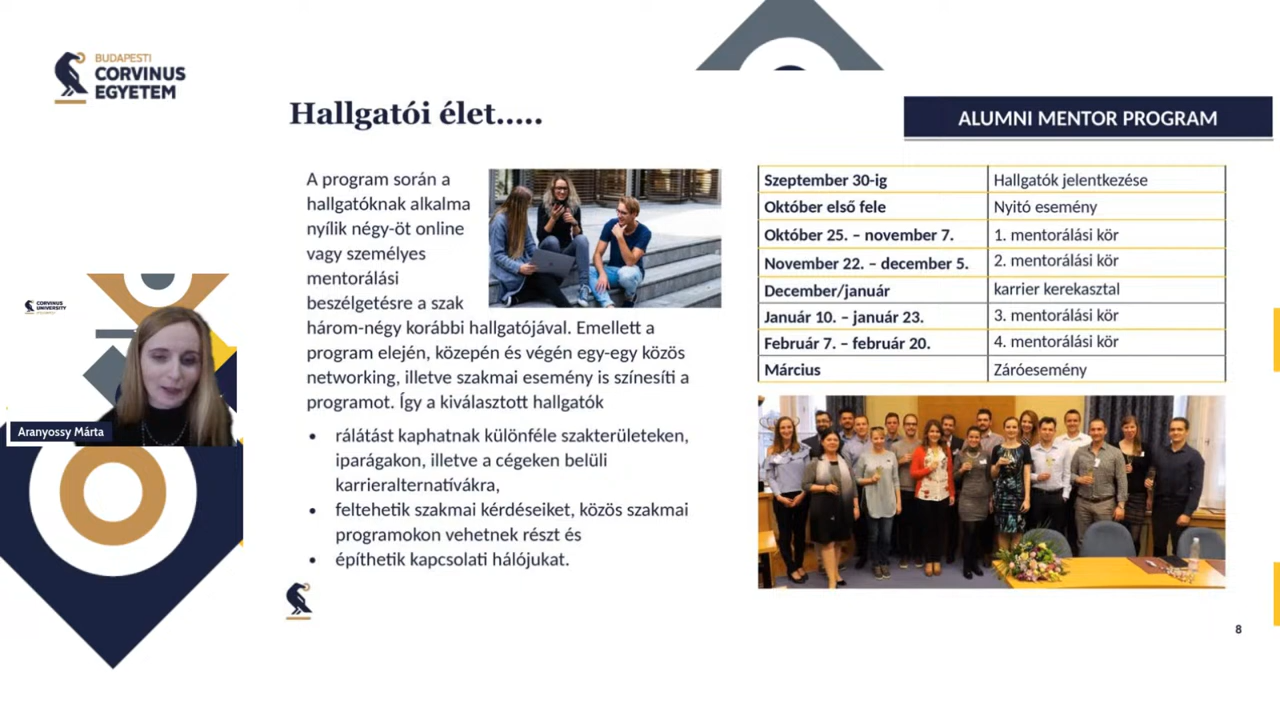 BUDAPESTI
CORVINUS
EGYETEM
Hallgatói élet.....
ALUMNI MENTOR PROGRAM
A program során a
hallgatóknak alkalma
nyílik négy-öt online
vagy személyes
mentorálási
beszélgetésre a szak
három-négy korábbi hallgatójával. Emellett a
program elején, közepén és végén egy-egy közös
networking, illetve szakmai esemény is színesíti a
programot. Így a kiválasztott hallgatók
• rálátást kaphatnak különféle szakterületeken,
iparágakon, illetve a cégeken belüli
karrieralternatívákra,
• feltehetik szakmai kérdéseiket, közös szakmai
programokon vehetnek részt és
• építhetik kapcsolati hálójukat.
Szeptember 30-ig Hallgatók jelentkezése
Október első fele Nyitó esemény
Október 25. – november 7. 1. mentorálási kör
November 22. – december 5. 2. mentorálási kör
December/január karrier kerekasztal
Január 10. – január 23. 3. mentorálási kör
Február 7. – február 20. 4. mentorálási kör
Március Záróesemény
CORVINUS
UNIVERSITY
Aranyossy Márta
8